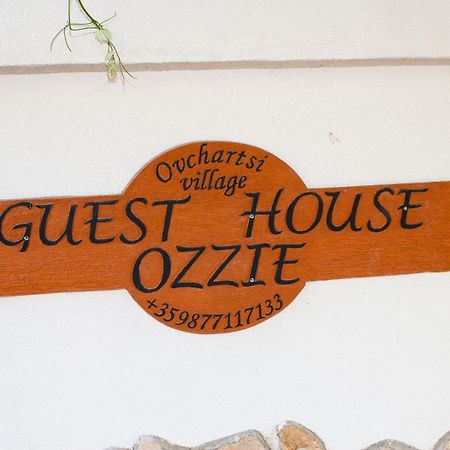 Ovchartsi
village
GUEST HOUSE
OZZIE
+359877117133